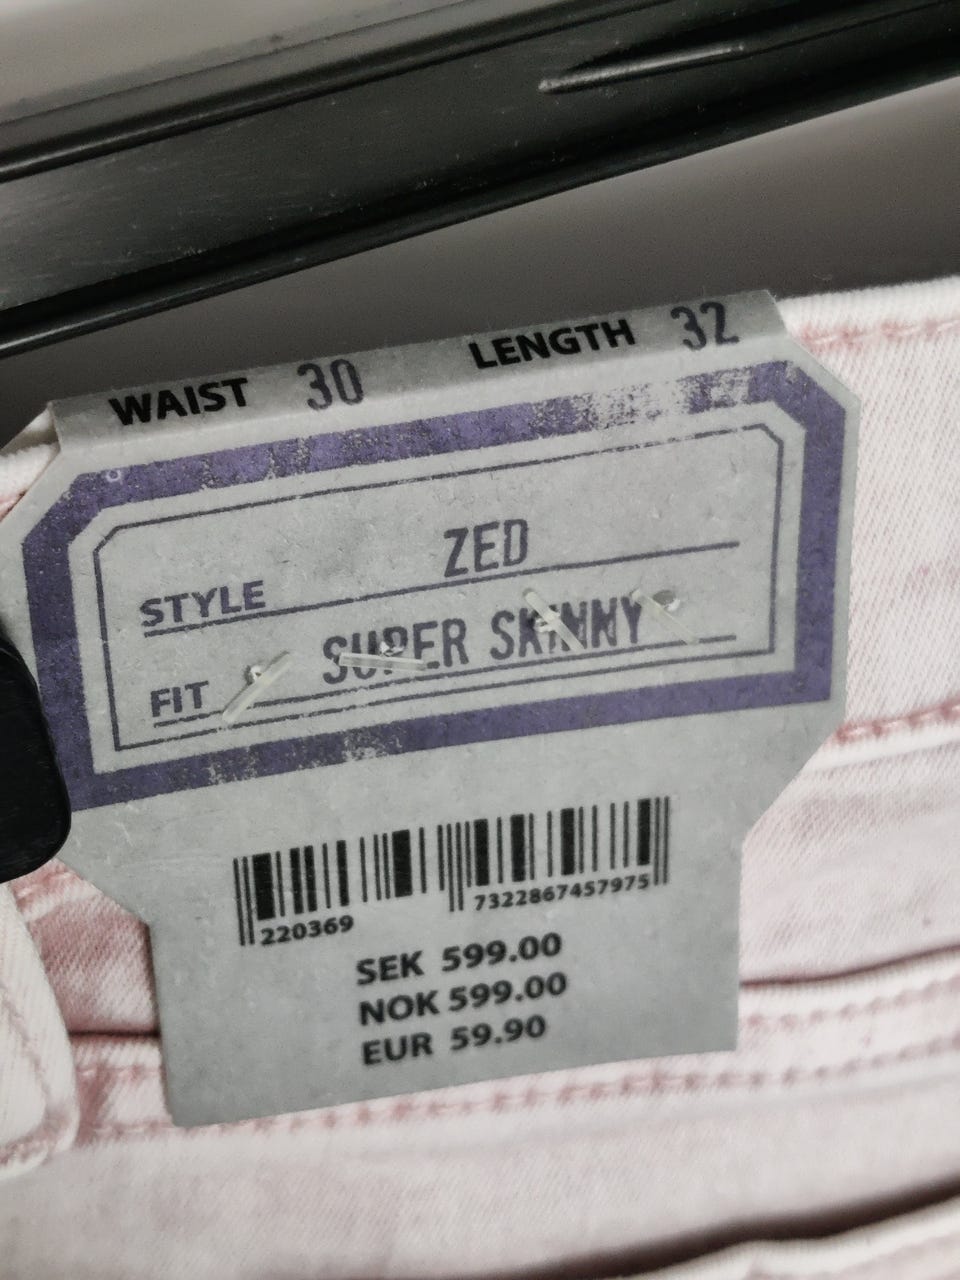 WAIST 30 LENGTH 32
STYLE ZED
FIT SUPER SKINNY
220369 7322867457975
SEK 599.00
NOK 599.00
EUR 59.90